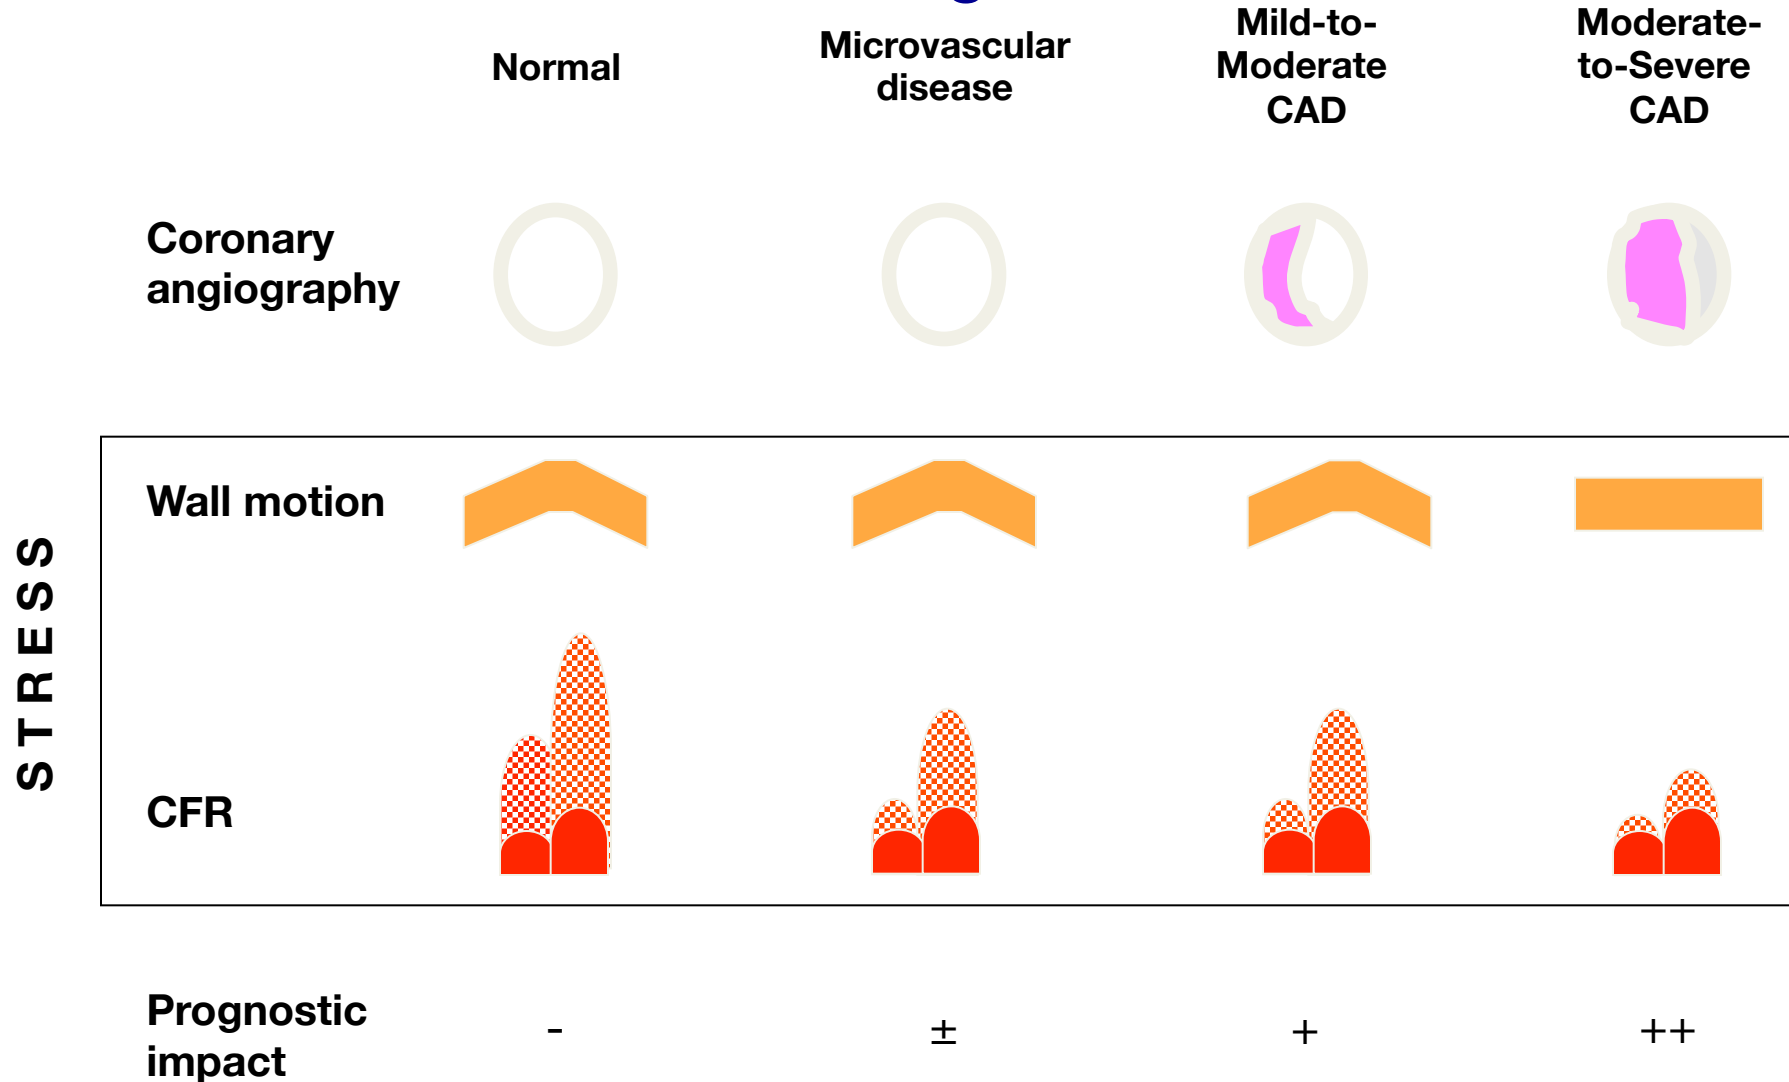 Normal
Microvascular
disease
Mild-to-
Moderate
CAD
Moderate-
to-Severe
CAD
Coronary
angiography
STRESS
Wall motion
CFR
Prognostic
impact
-
±
+
++